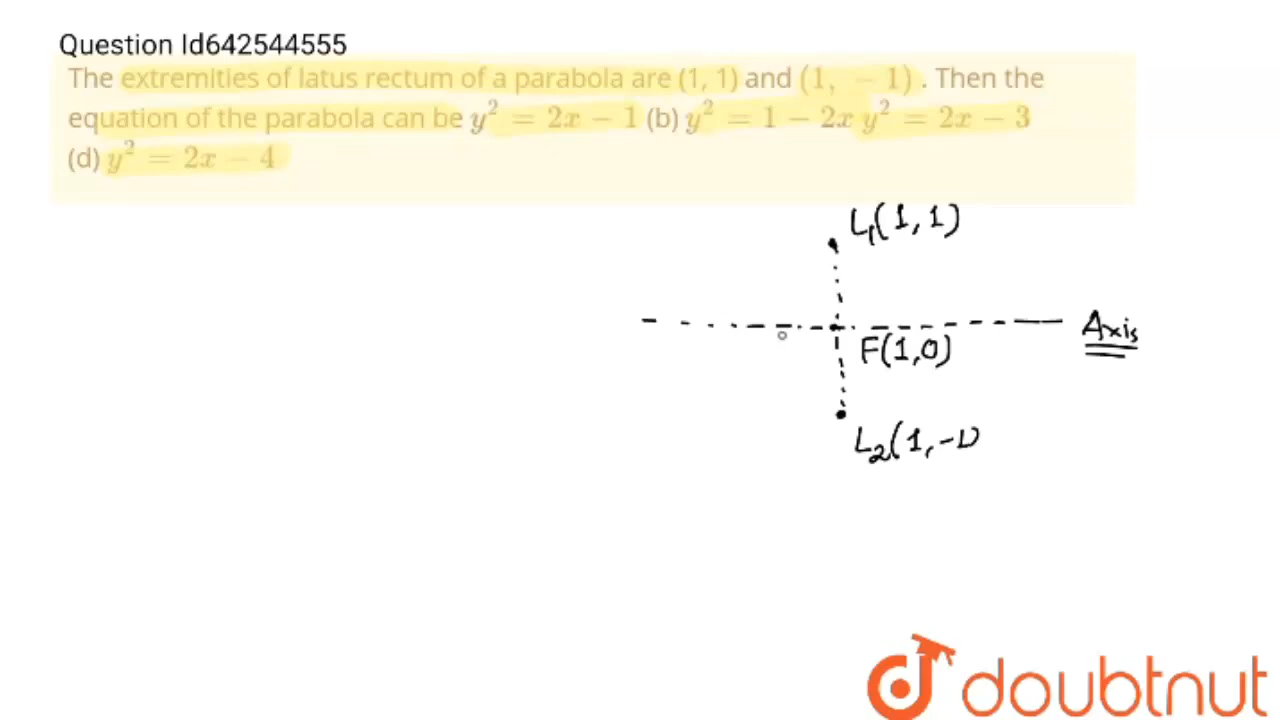 Question Id642544555
The extremities of latus rectum of a parabola are (1, 1) and (1, −1) . Then the
equation of the parabola can be y² = 2x − 1 (b) y² = 1 − 2x y² = 2x − 3
(d) y² = 2x − 4
L₁(1, 1)
Axis
F(1,0)
L₂(1, -1)
doubtnut